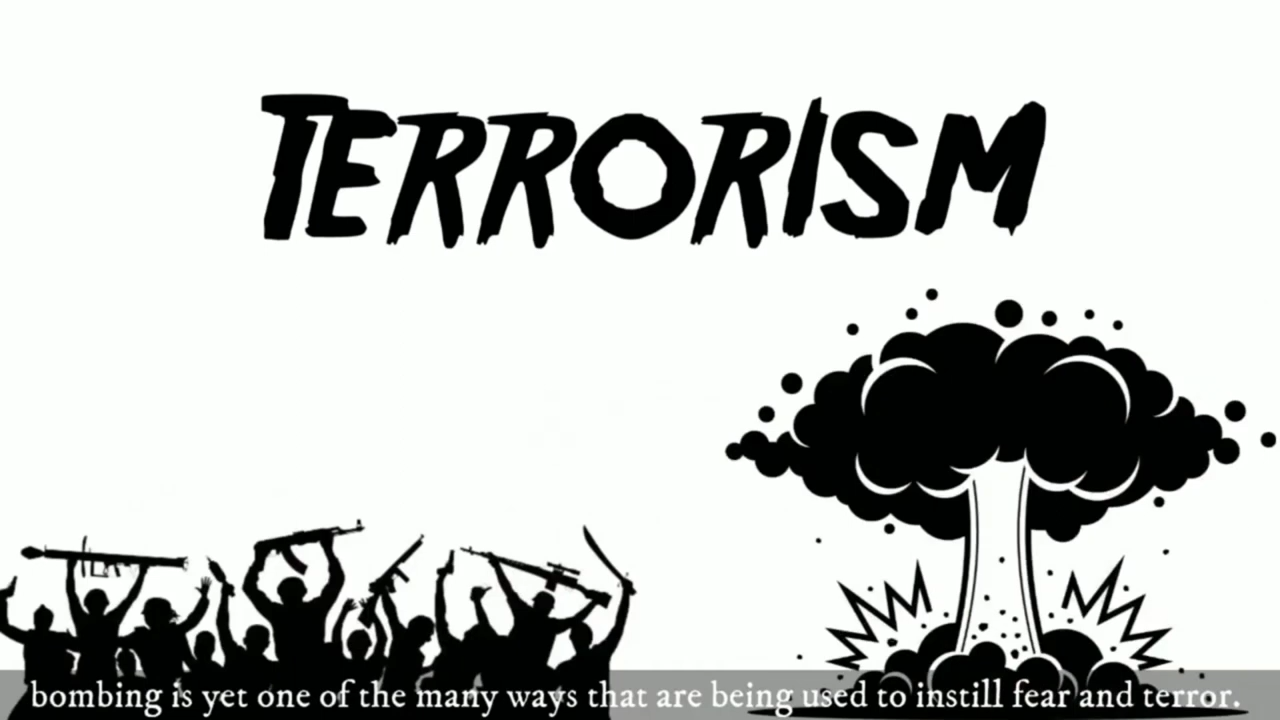 TERRORISM
bombing is yet one of the many ways that are being used to instill fear and terror.